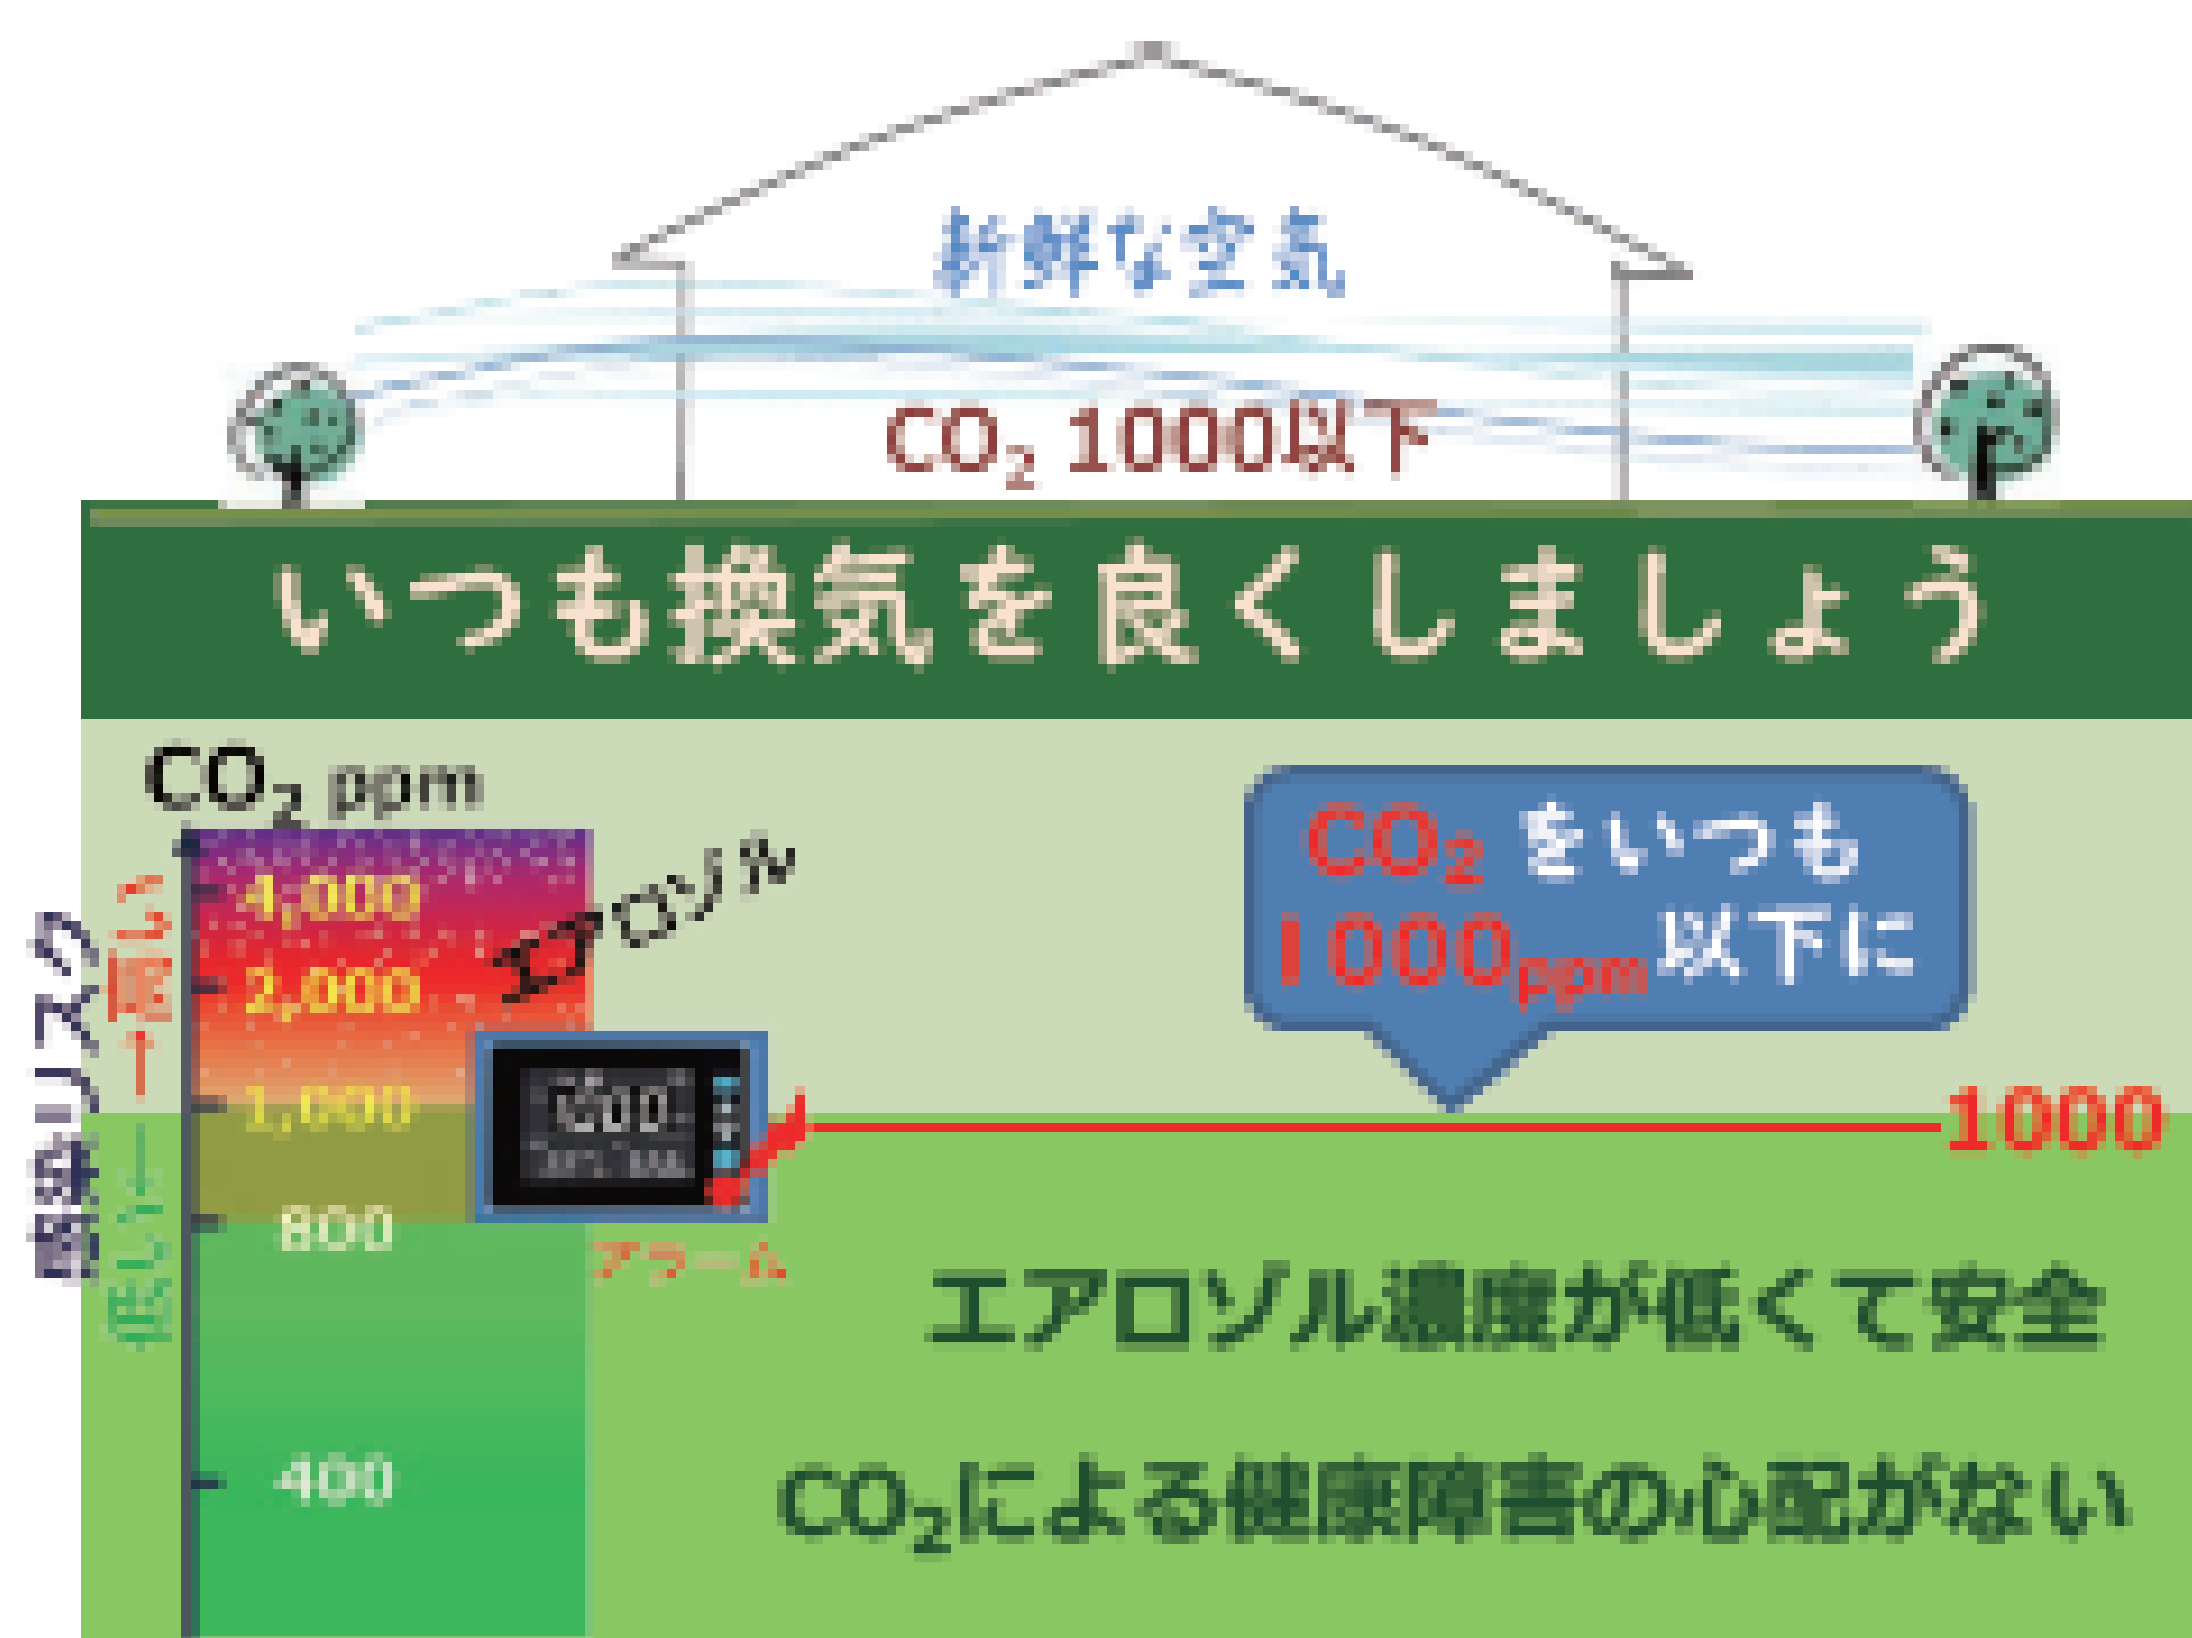 新鮮な空気
CO₂ 1000以下
いつも換気を良くしましょう
CO₂ ppm
CO₂ をいつも
1000ppm以下に
エアロゾル
4,000
2,000
1,000
800
400
感染リスク
高い
低い
1000
アラーム
1000
エアロゾル濃度が低くて安全
CO₂による健康障害の心配がない